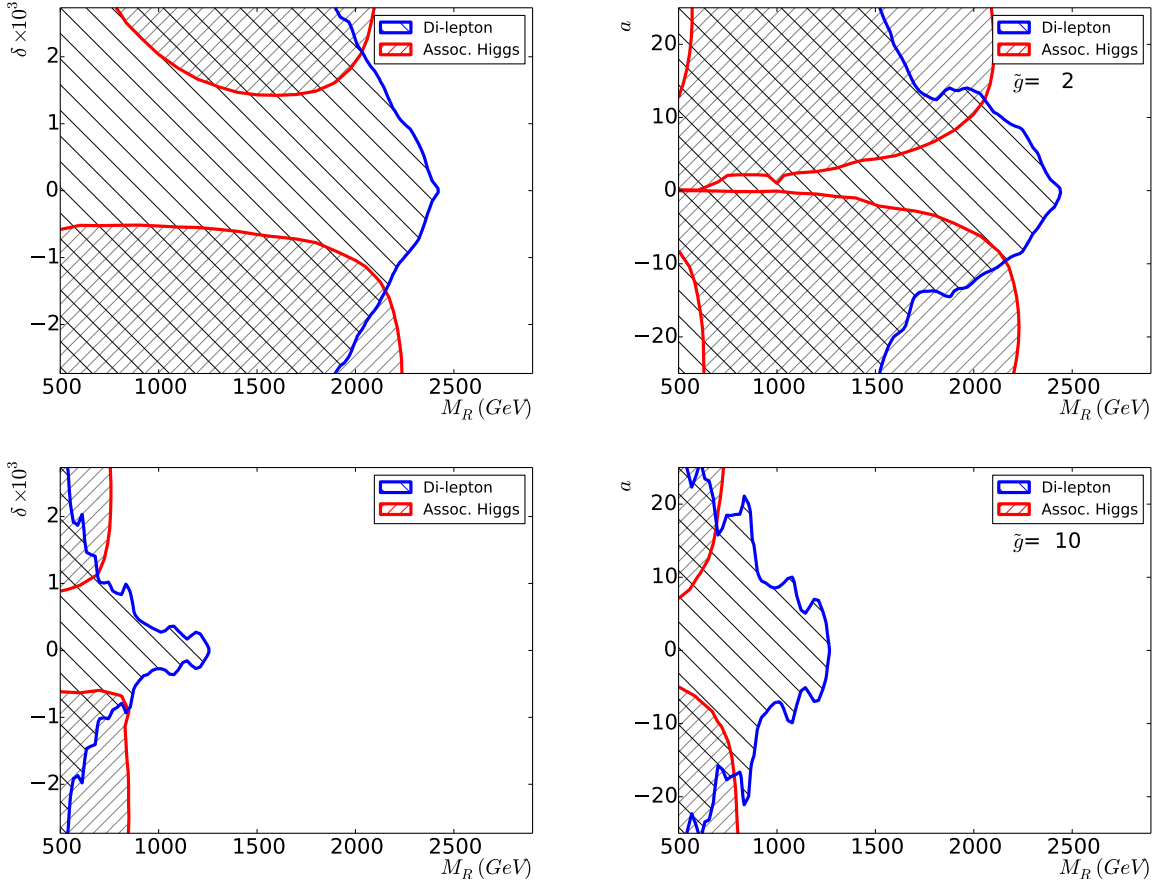 δ ×10³
2
1
0
−1
−2
500 1000 1500 2000 2500
M_R (GeV)
Di-lepton
Assoc. Higgs
a
20
10
0
−10
−20
500 1000 1500 2000 2500
M_R (GeV)
Di-lepton
Assoc. Higgs
g̃= 2
δ ×10³
2
1
0
−1
−2
500 1000 1500 2000 2500
M_R (GeV)
Di-lepton
Assoc. Higgs
a
20
10
0
−10
−20
500 1000 1500 2000 2500
M_R (GeV)
Di-lepton
Assoc. Higgs
g̃= 10